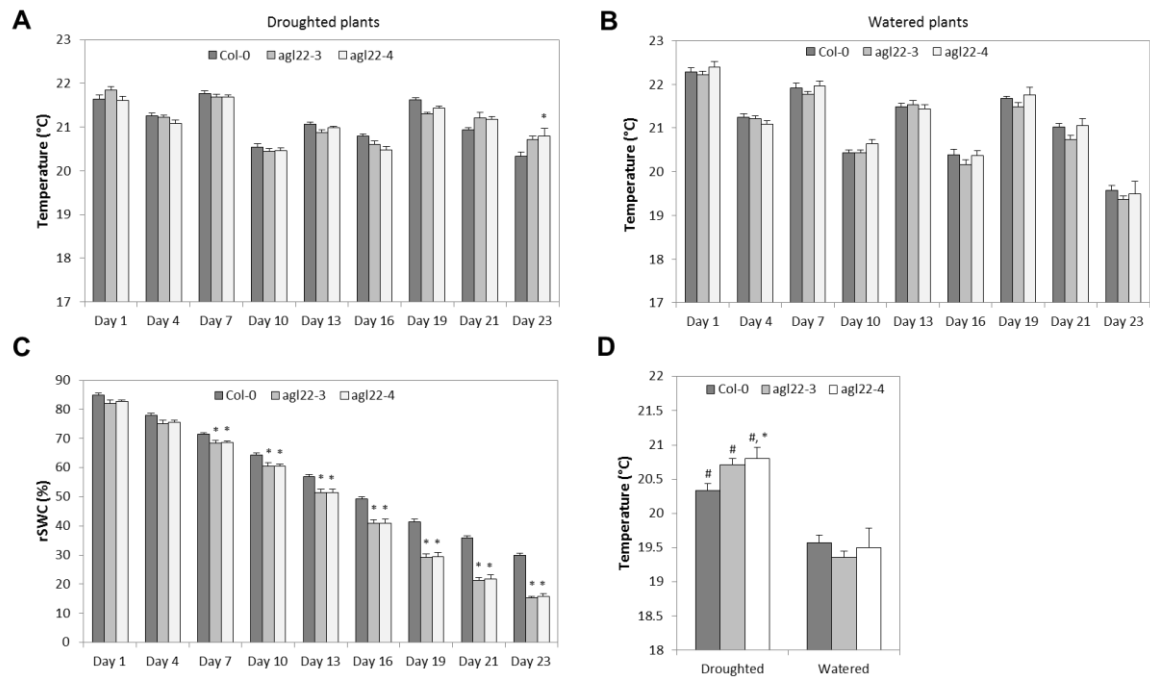 A
Droughted plants
Col-0 agl22-3 agl22-4
Temperature (°C)
23
22
21
20
19
18
17
*
Day 1 Day 4 Day 7 Day 10 Day 13 Day 16 Day 19 Day 21 Day 23
B
Watered plants
Col-0 agl22-3 agl22-4
Temperature (°C)
23
22
21
20
19
18
17
Day 1 Day 4 Day 7 Day 10 Day 13 Day 16 Day 19 Day 21 Day 23
C
Col-0 agl22-3 agl22-4
rSWC (%)
90
80
70
60
50
40
30
20
10
0
* * * * * * * * * * * * * *
Day 1 Day 4 Day 7 Day 10 Day 13 Day 16 Day 19 Day 21 Day 23
D
Col-0 agl22-3 agl22-4
Temperature (°C)
22
21.5
21
20.5
20
19.5
19
18.5
18
# # #, *
Droughted Watered